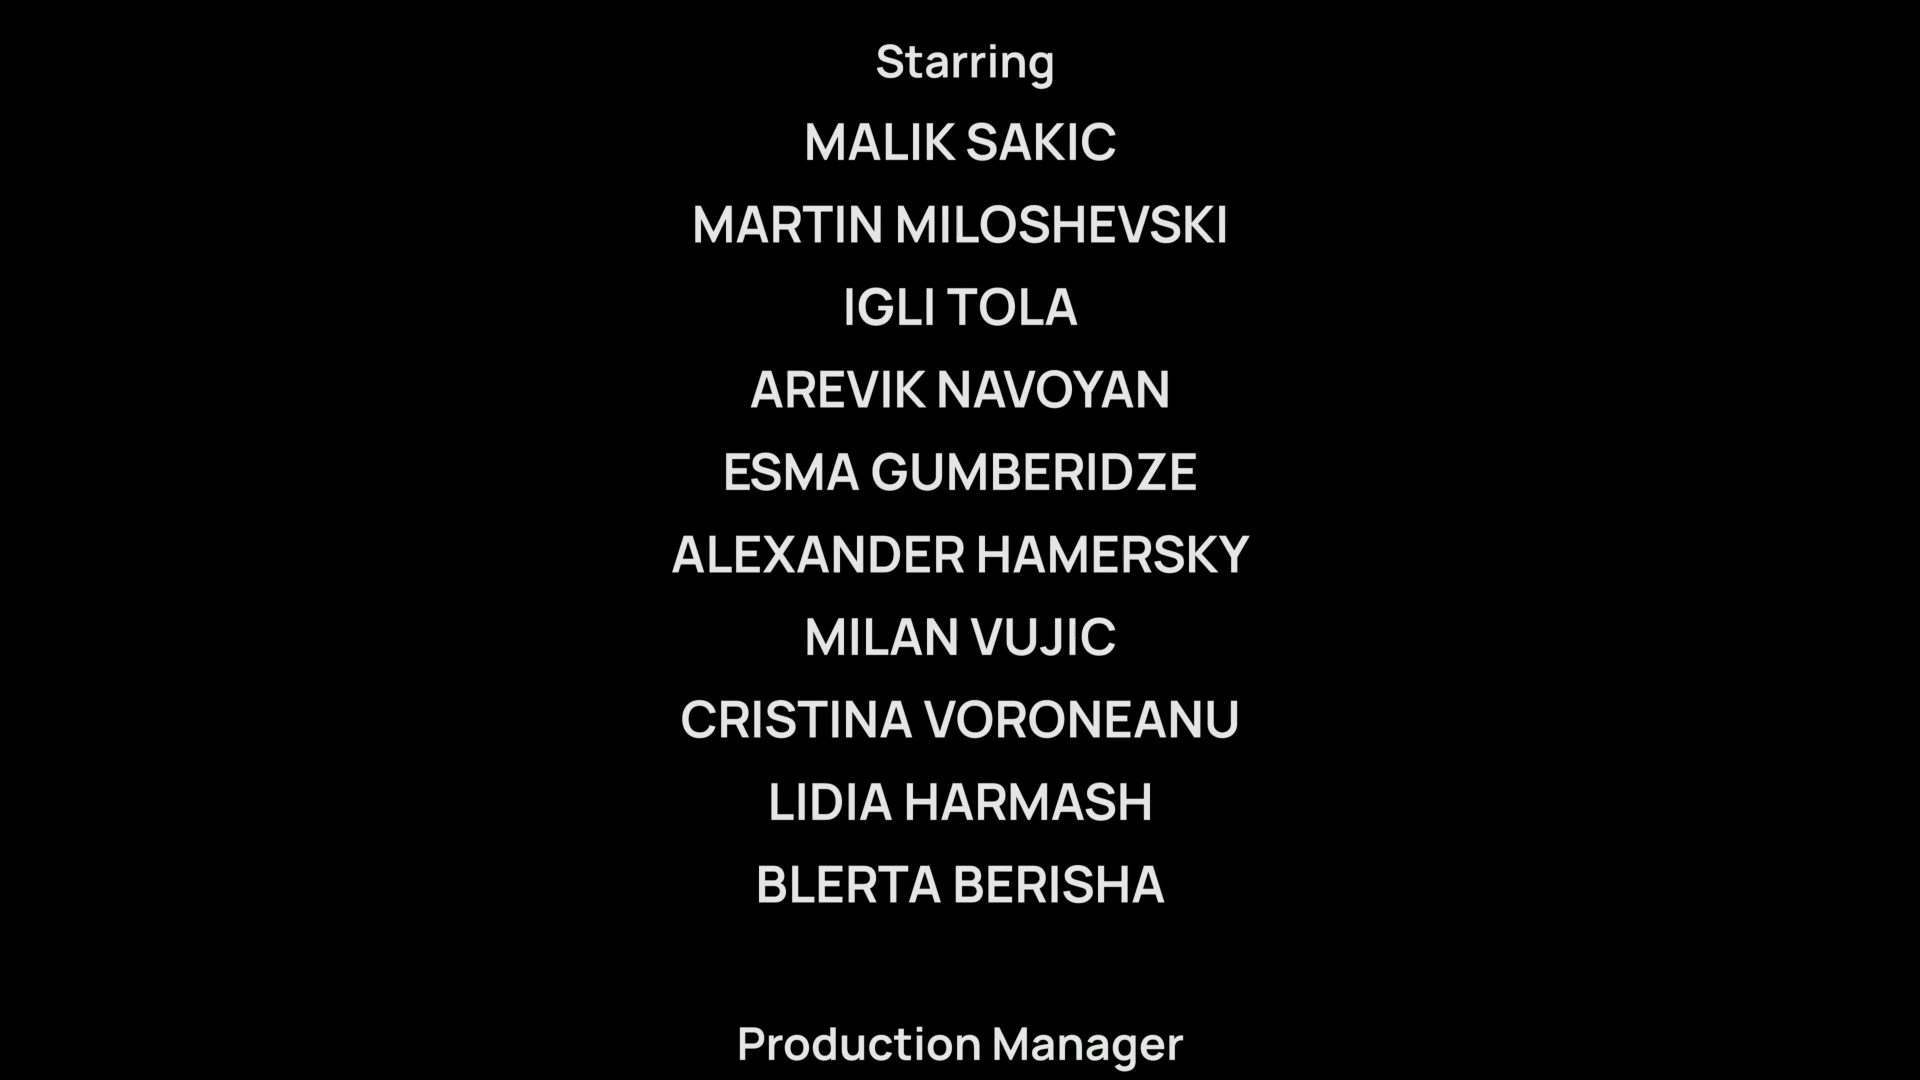 Starring
MALIK SAKIC
MARTIN MILOSHEVSKI
IGLI TOLA
AREVIK NAVOYAN
ESMA GUMBERIDZE
ALEXANDER HAMERSKY
MILAN VUJIC
CRISTINA VORONEANU
LIDIA HARMASH
BLERTA BERISHA
Production Manager